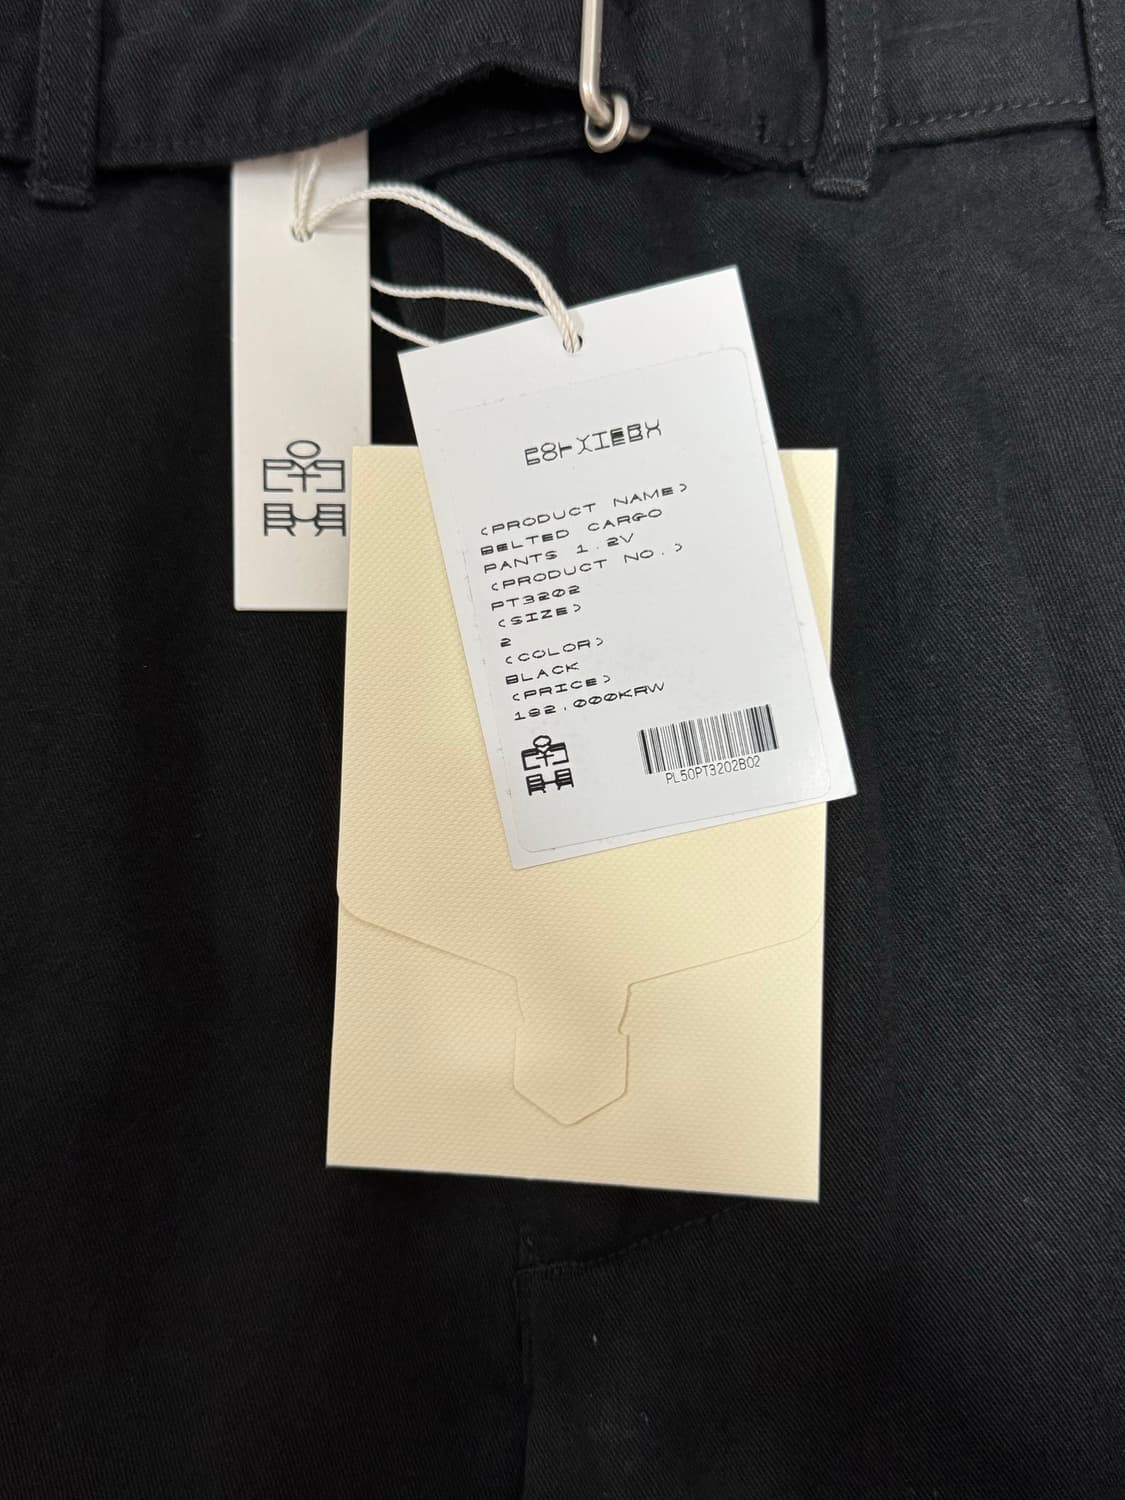 <PRODUCT NAME>
BELTED CARGO
PANTS 1.2V
<PRODUCT NO.>
PT3202
<SIZE>
2
<COLOR>
BLACK
<PRICE>
192.000KRW
PL50PT3202B02